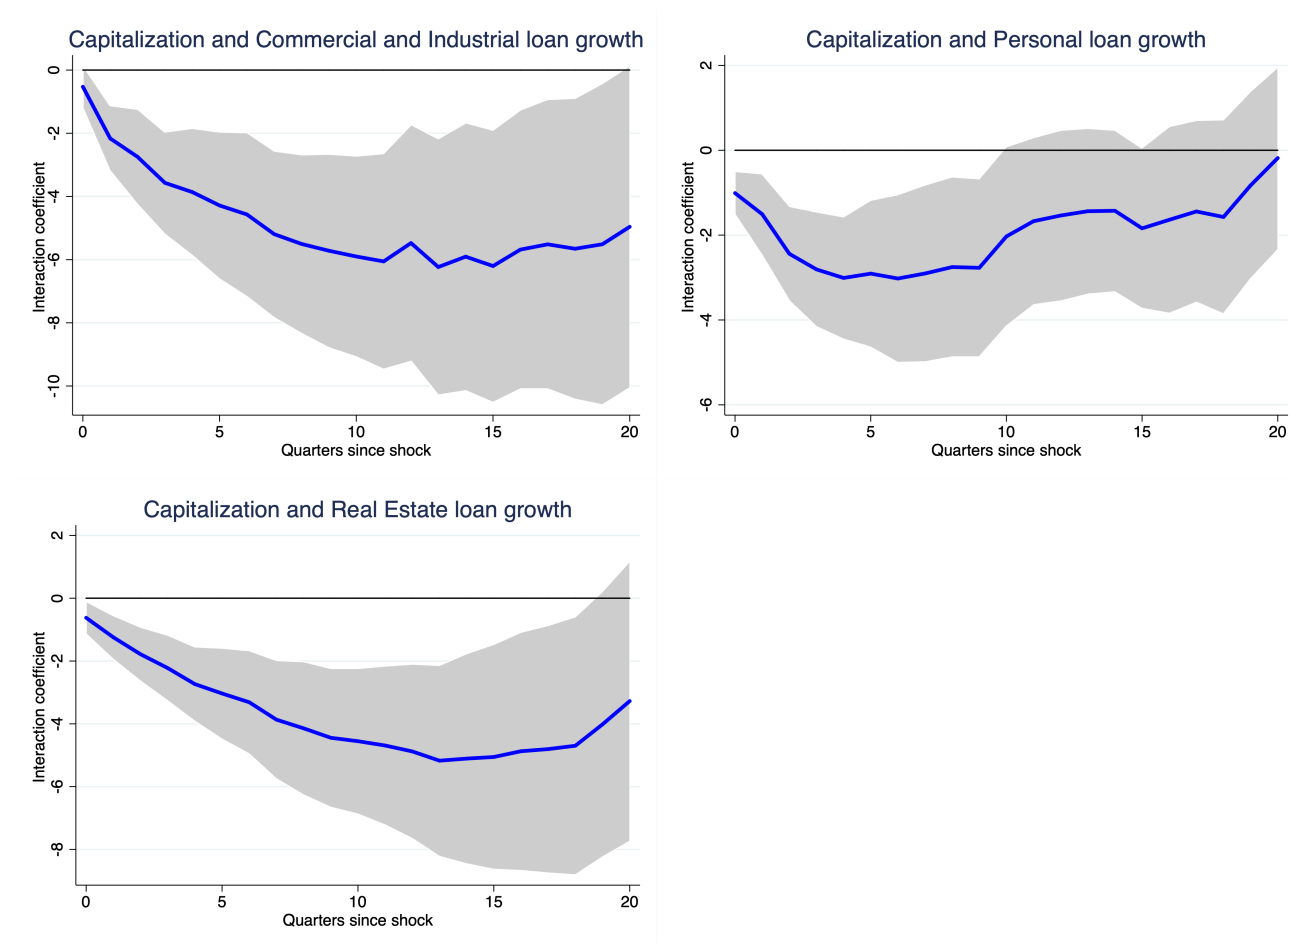 Capitalization and Commercial and Industrial loan growth
Interaction coefficient
0
-2
-4
-6
-8
-10
0 5 10 15 20
Quarters since shock
Capitalization and Personal loan growth
Interaction coefficient
2
0
-2
-4
-6
0 5 10 15 20
Quarters since shock
Capitalization and Real Estate loan growth
Interaction coefficient
2
0
-2
-4
-6
-8
0 5 10 15 20
Quarters since shock